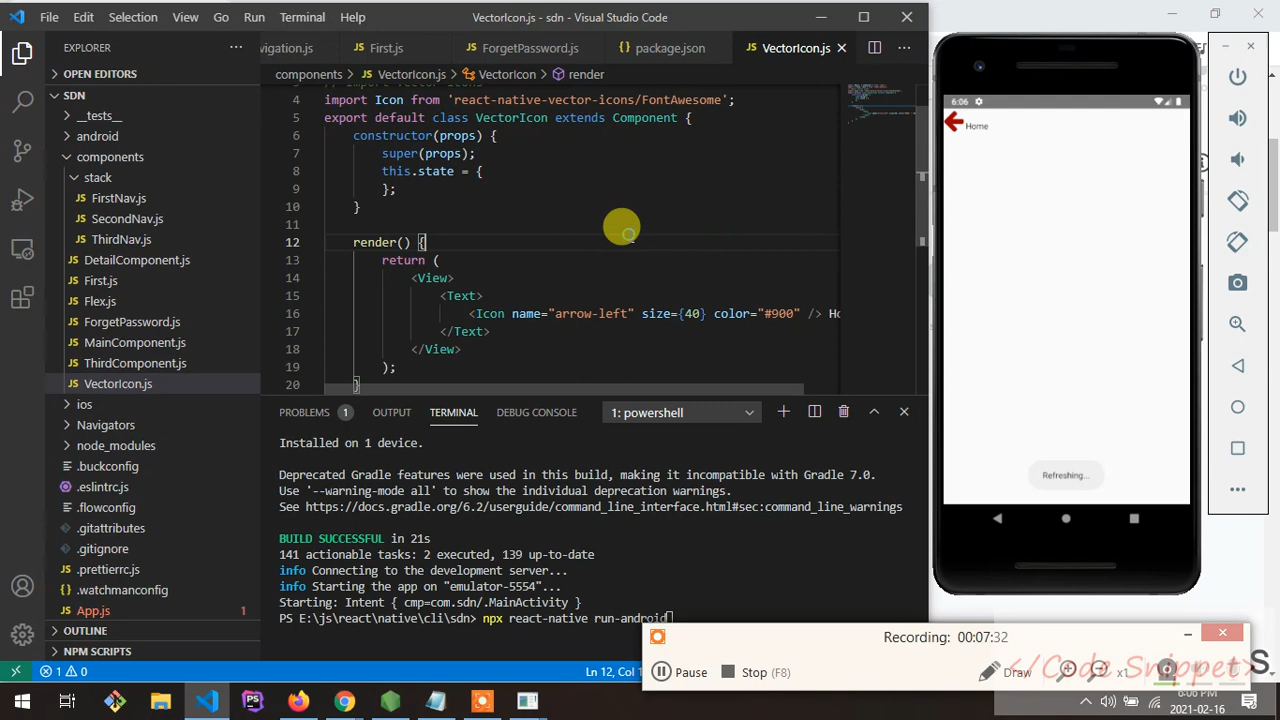 File Edit Selection View Go Run Terminal Help
VectorIcon.js - sdn - Visual Studio Code
EXPLORER
vigation.js First.js ForgetPassword.js package.json VectorIcon.js
OPEN EDITORS
components > VectorIcon.js > VectorIcon > render
SDN
__tests__
android
components
stack
FirstNav.js
SecondNav.js
ThirdNav.js
DetailComponent.js
First.js
Flex.js
ForgetPassword.js
MainComponent.js
ThirdComponent.js
VectorIcon.js
ios
Navigators
node_modules
.buckconfig
.eslintrc.js
.flowconfig
.gitattributes
.gitignore
.prettierrc.js
.watchmanconfig
App.js 1
OUTLINE
NPM SCRIPTS
4 import Icon from 'react-native-vector-icons/FontAwesome';
5 export default class VectorIcon extends Component {
6 constructor(props) {
7 super(props);
8 this.state = {
9 };
10 }
11
12 render() {
13 return (
14 <View>
15 <Text>
16 <Icon name="arrow-left" size={40} color="#900" /> Ho
17 </Text>
18 </View>
19 );
20 }
PROBLEMS 1 OUTPUT TERMINAL DEBUG CONSOLE 1: powershell
Installed on 1 device.
Deprecated Gradle features were used in this build, making it incompatible with Gradle 7.0.
Use '--warning-mode all' to show the individual deprecation warnings.
See https://docs.gradle.org/6.2/userguide/command_line_interface.html#sec:command_line_warnings
BUILD SUCCESSFUL in 21s
141 actionable tasks: 2 executed, 139 up-to-date
info Connecting to the development server...
info Starting the app on "emulator-5554"...
Starting: Intent { cmp=com.sdn/.MainActivity }
PS E:\js\react\native\cli\sdn> npx react-native run-android
1 0
Ln 12, Col 1
6:06
Home
Refreshing...
Recording: 00:07:32
Pause Stop (F8) Draw x1
</Code Snippet> s.
6:06 PM
2021-02-16